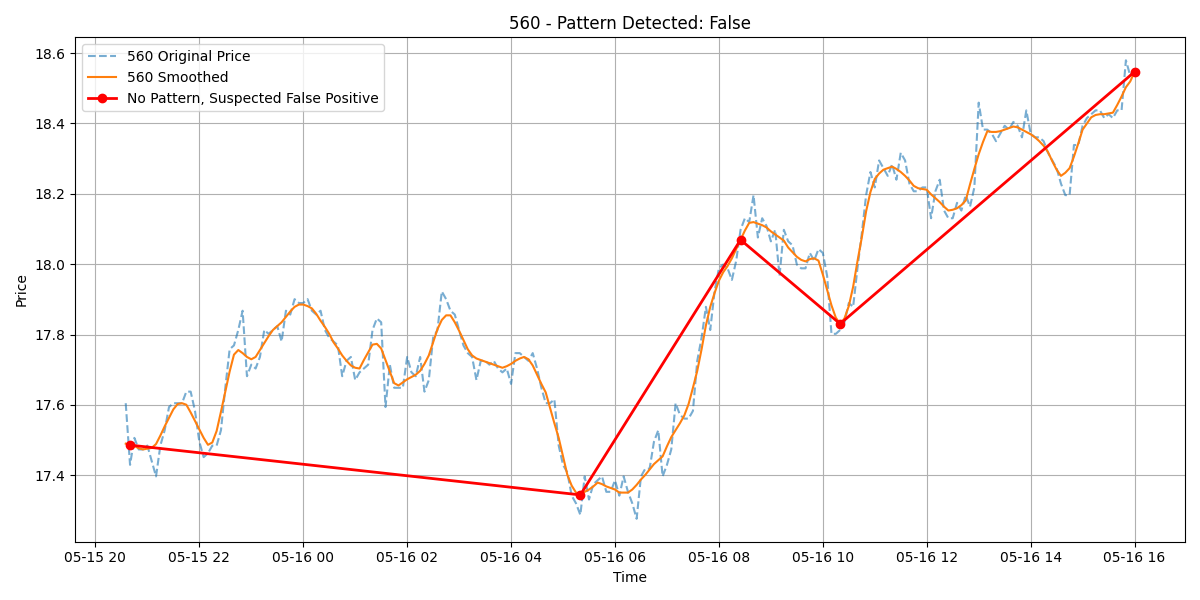 560 - Pattern Detected: False
560 Original Price
560 Smoothed
No Pattern, Suspected False Positive
Price
18.6
18.4
18.2
18.0
17.8
17.6
17.4
05-15 20 05-15 22 05-16 00 05-16 02 05-16 04 05-16 06 05-16 08 05-16 10 05-16 12 05-16 14 05-16 16
Time